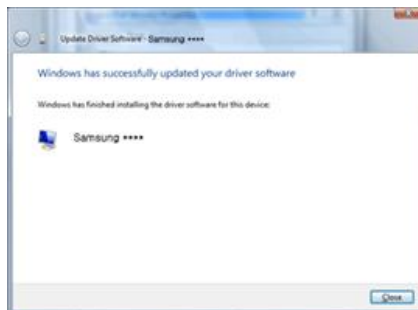 Update Driver Software - Samsung ****
Windows has successfully updated your driver software
Windows has finished installing the driver software for this device:
Samsung ****
Close